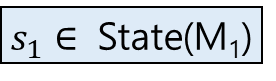 s₁ ∈ State(M₁)